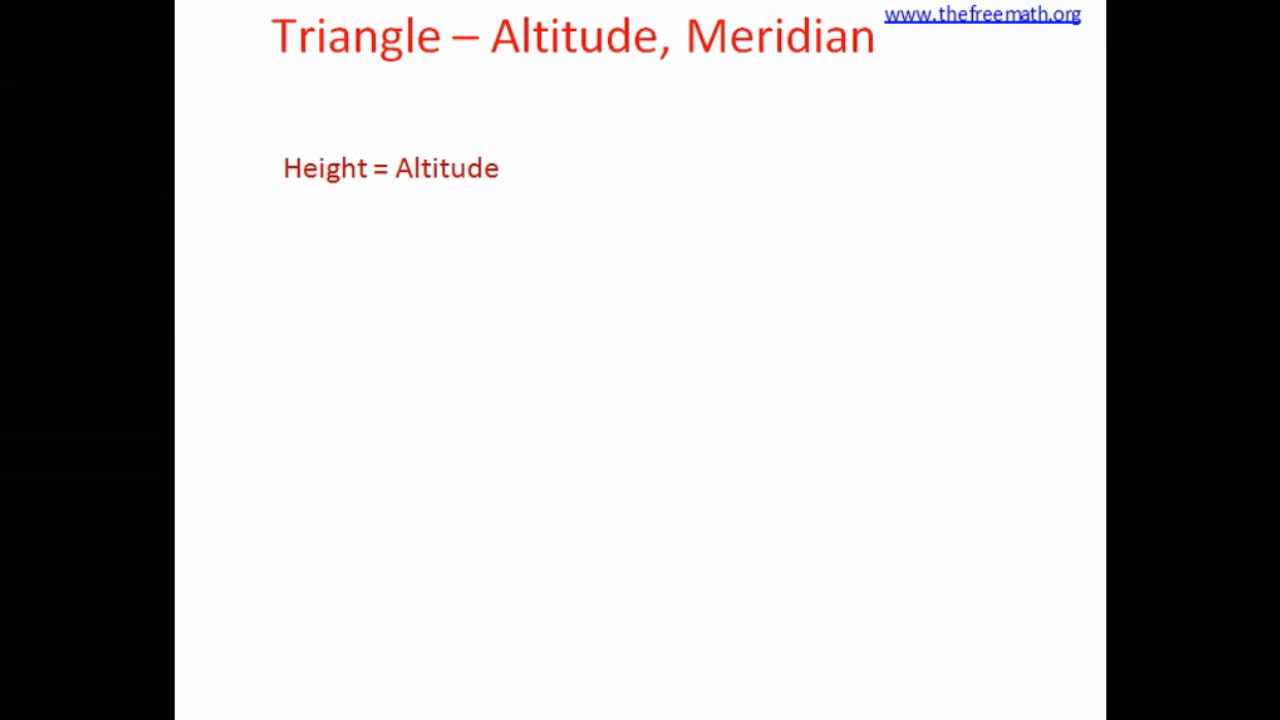 www.thefreemath.org
Triangle – Altitude, Meridian
Height = Altitude